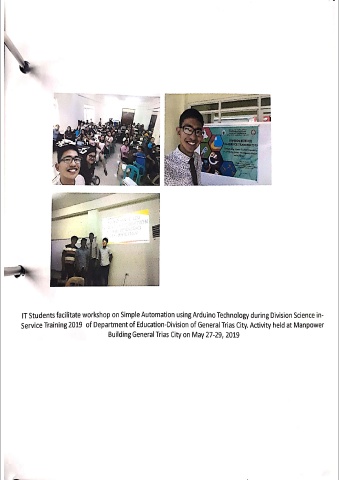 IT Students facilitate workshop on Simple Automation using Arduino Technology during Division Science in-
Service Training 2019 of Department of Education-Division of General Trias City. Activity held at Manpower
Building General Trias City on May 27-29, 2019